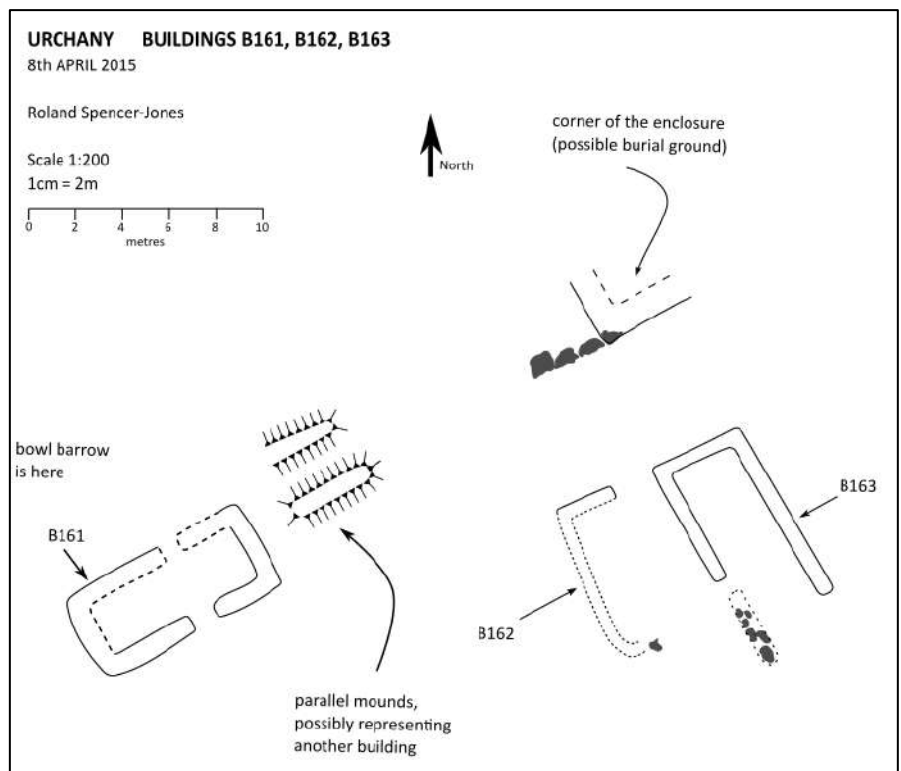 URCHANY BUILDINGS B161, B162, B163
8th APRIL 2015
Roland Spencer-Jones
Scale 1:200
1cm = 2m
0 2 4 6 8 10
metres
North
corner of the enclosure
(possible burial ground)
bowl barrow
is here
B161
B163
B162
parallel mounds,
possibly representing
another building